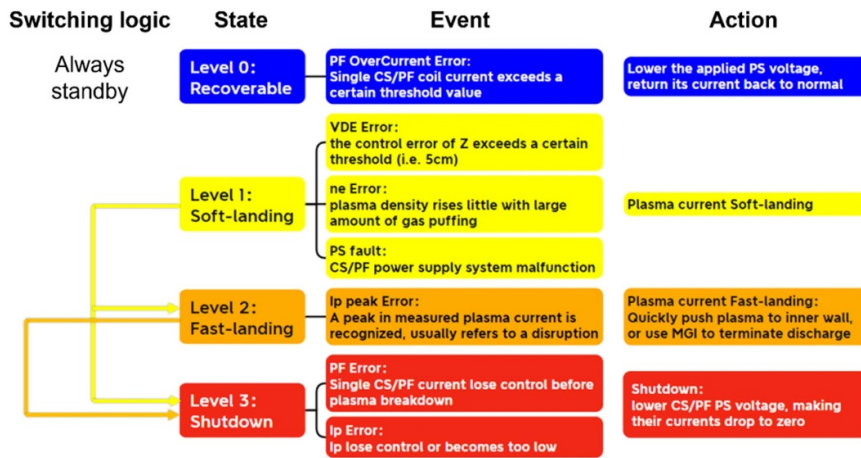 Switching logic
State
Event
Action
Always
standby
Level 0:
Recoverable
PF OverCurrent Error:
Single CS/PF coil current exceeds a
certain threshold value
Lower the applied PS voltage,
return its current back to normal
Level 1:
Soft-landing
VDE Error:
the control error of Z exceeds a certain
threshold (i.e. 5cm)
ne Error:
plasma density rises little with large
amount of gas puffing
PS fault:
CS/PF power supply system malfunction
Plasma current Soft-landing
Level 2:
Fast-landing
Ip peak Error:
A peak in measured plasma current is
recognized, usually refers to a disruption
Plasma current Fast-landing:
Quickly push plasma to inner wall,
or use MGI to terminate discharge
Level 3:
Shutdown
PF Error:
Single CS/PF current lose control before
plasma breakdown
Ip Error:
Ip lose control or becomes too low
Shutdown:
lower CS/PF PS voltage, making
their currents drop to zero